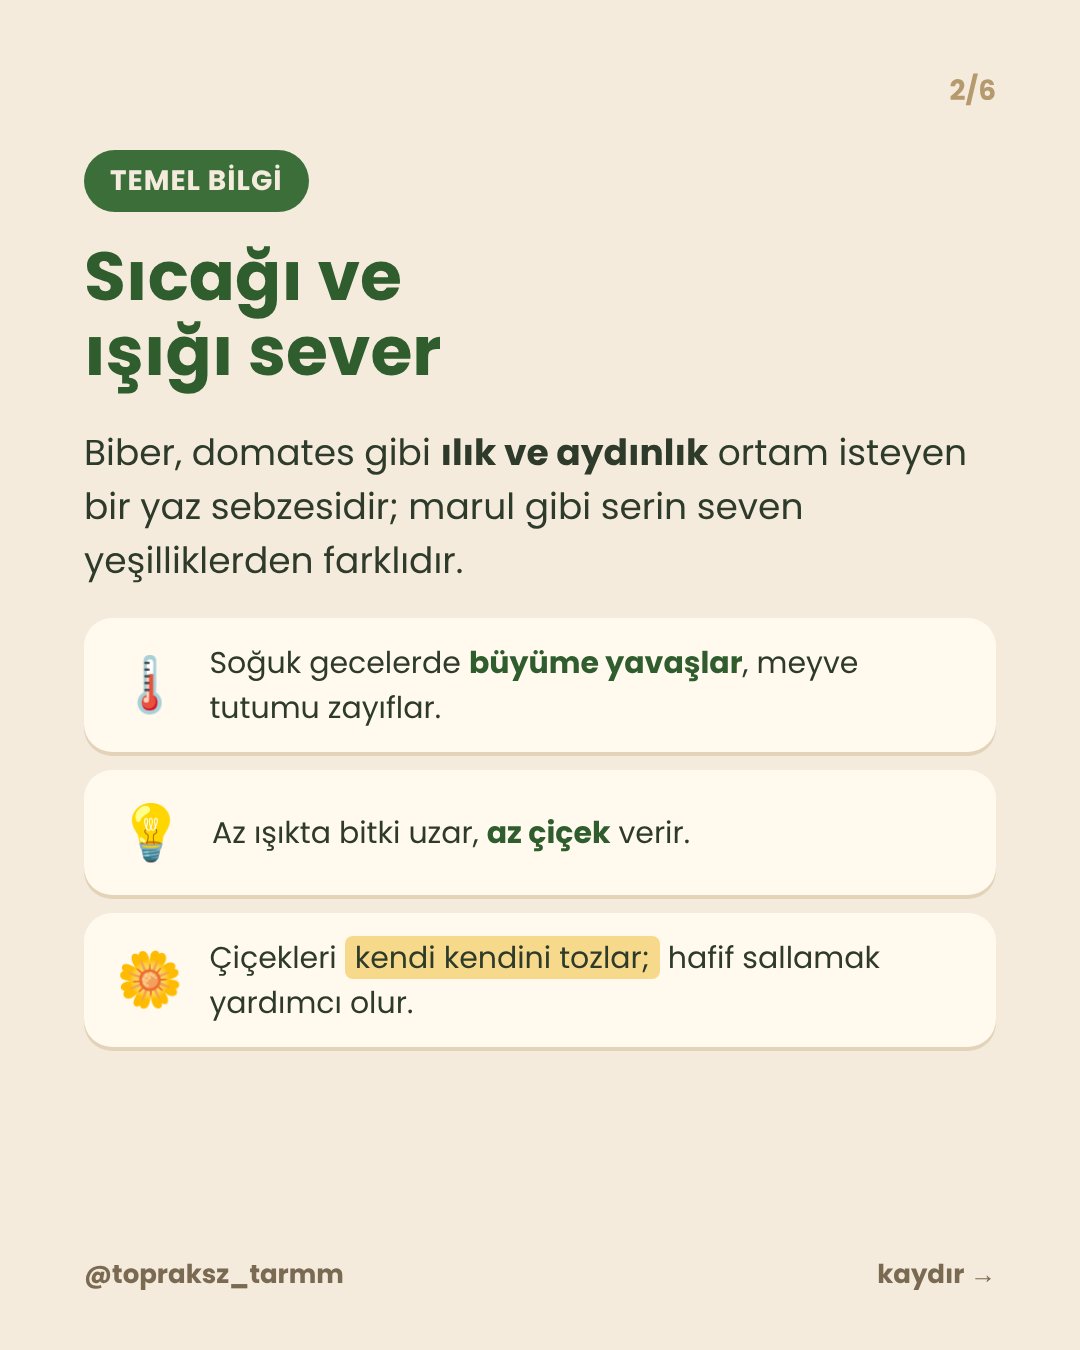 2/6
TEMEL BİLGİ
Sıcağı ve
ışığı sever
Biber, domates gibi ılık ve aydınlık ortam isteyen
bir yaz sebzesidir; marul gibi serin seven
yeşilliklerden farklıdır.
Soğuk gecelerde büyüme yavaşlar, meyve
tutumu zayıflar.
Az ışıkta bitki uzar, az çiçek verir.
Çiçekleri kendi kendini tozlar; hafif sallamak
yardımcı olur.
@topraksz_tarmm
kaydır →